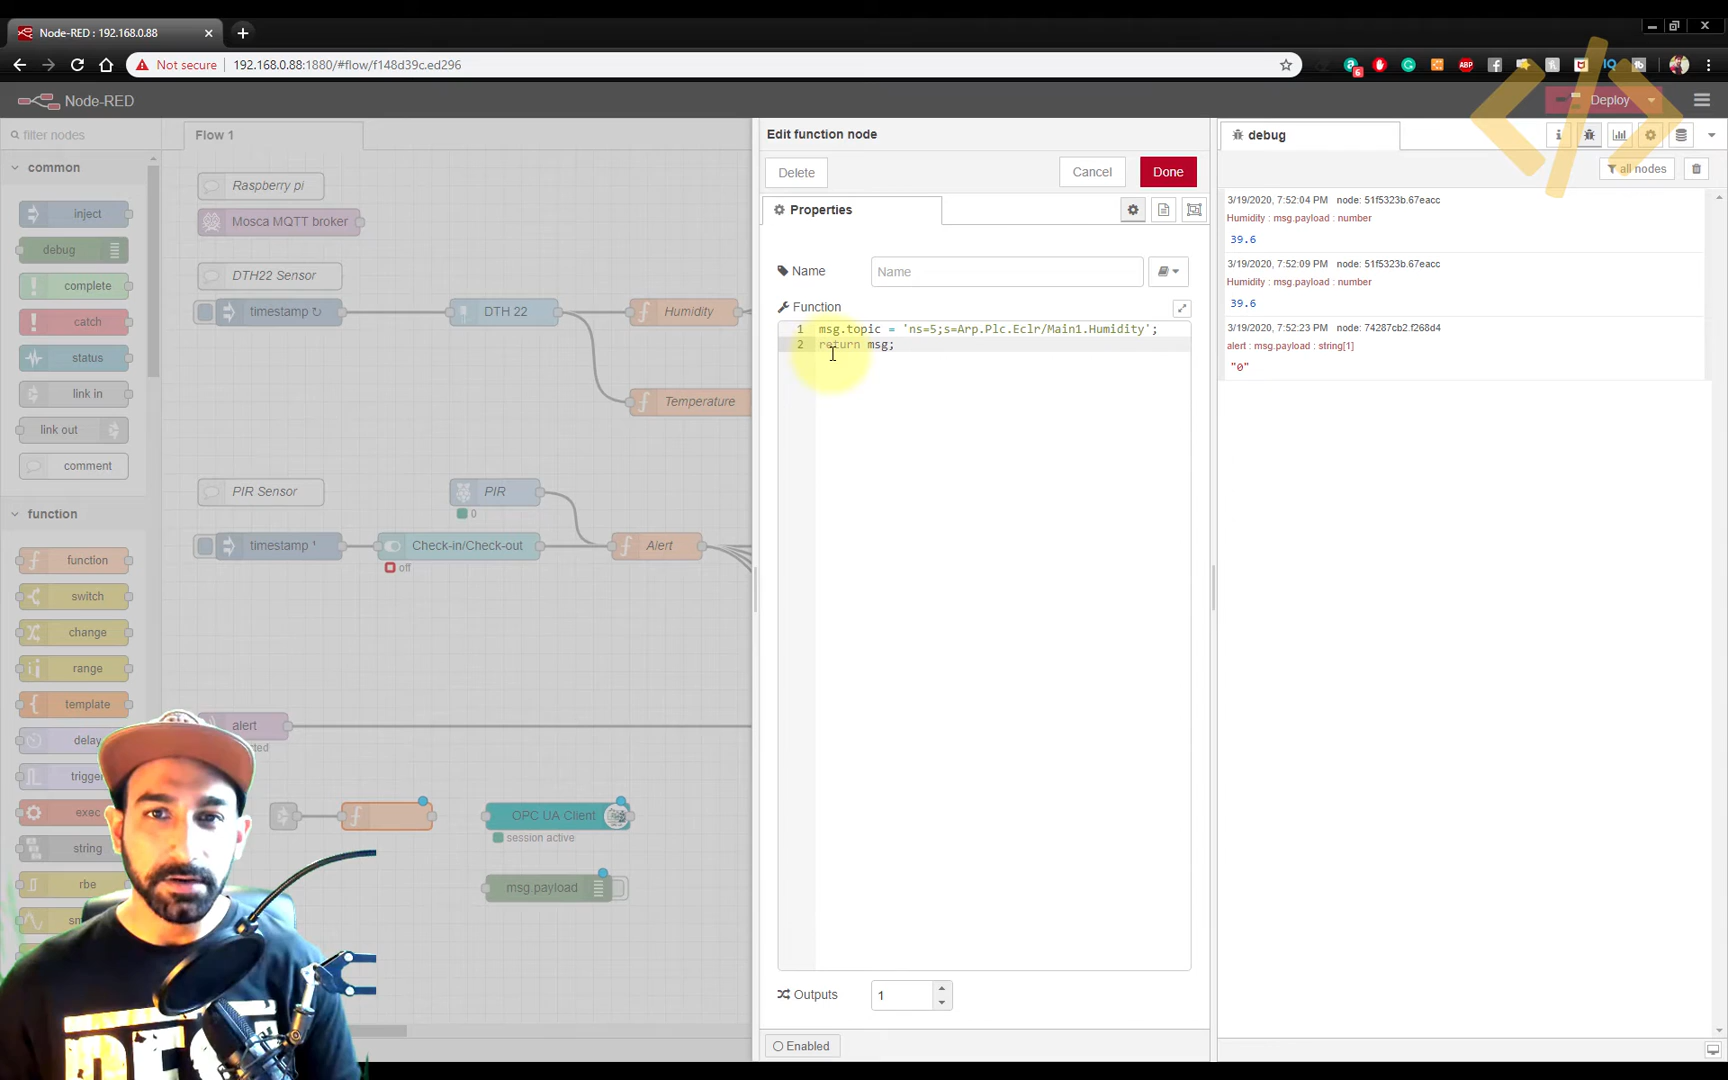 Node-RED : 192.168.0.88
Not secure
192.168.0.88:1880/#flow/f148d39c.ed296
6
ABP
IQ
Node-RED
Deploy
filter nodes
Flow 1
Edit function node
debug
i
common
Raspberry pi
Delete
Cancel
Done
all nodes
inject
Mosca MQTT broker
Properties
3/19/2020, 7:52:04 PM node: 51f5323b.67eacc
Humidity : msg.payload : number
39.6
debug
DTH22 Sensor
Name
Name
3/19/2020, 7:52:09 PM node: 51f5323b.67eacc
Humidity : msg.payload : number
39.6
complete
timestamp ↻
DTH 22
Humidity
Function
catch
1 msg.topic = 'ns=5;s=Arp.Plc.Eclr/Main1.Humidity';
2 return msg;
3/19/2020, 7:52:23 PM node: 74287cb2.f268d4
alert : msg.payload : string[1]
"0"
status
link in
Temperature
link out
comment
PIR Sensor
PIR
0
function
timestamp ¹
Check-in/Check-out
Alert
off
function
switch
change
range
template
alert
delay
trigge
OPC UA Client
exec
session active
string
rbe
msg.payload
Outputs
1
Enabled